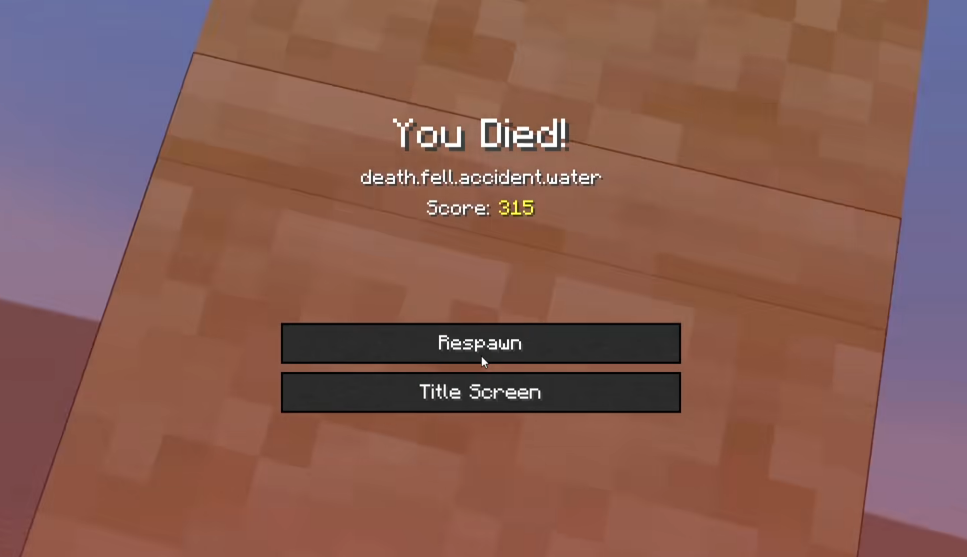 You Died!
death.fell.accident.water
Score: 315
Respawn
Title Screen